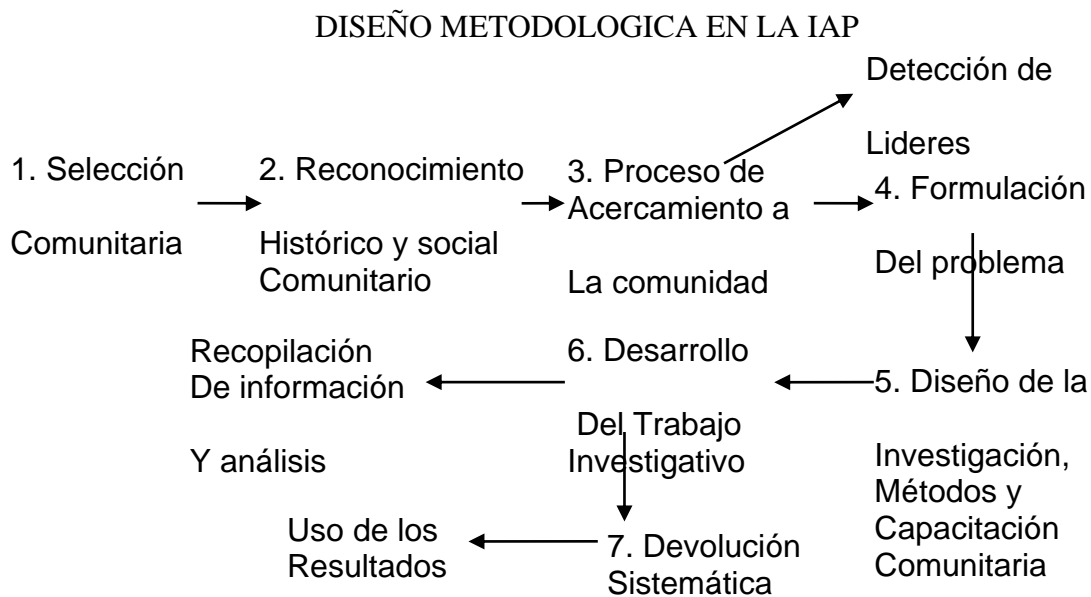 DISEÑO METODOLOGICA EN LA IAP
Detección de
Lideres
1. Selección
Comunitaria
2. Reconocimiento
Histórico y social
Comunitario
3. Proceso de
Acercamiento a
La comunidad
4. Formulación
Del problema
5. Diseño de la
Investigación,
Métodos y
Capacitación
Comunitaria
6. Desarrollo
Del Trabajo
Investigativo
Recopilación
De información
Y análisis
7. Devolución
Sistemática
Uso de los
Resultados